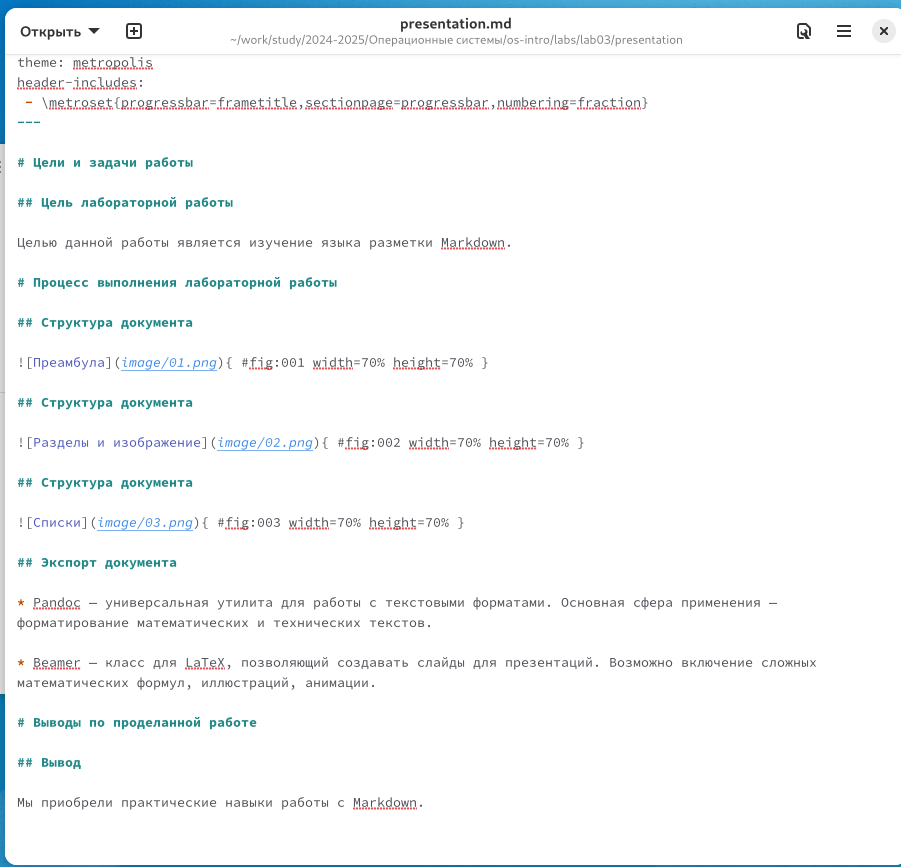 Открыть
presentation.md
~/work/study/2024-2025/Операционные системы/os-intro/labs/lab03/presentation
theme: metropolis
header-includes:
 - \metroset{progressbar=frametitle,sectionpage=progressbar,numbering=fraction}
---
# Цели и задачи работы
## Цель лабораторной работы
Целью данной работы является изучение языка разметки Markdown.
# Процесс выполнения лабораторной работы
## Структура документа
![Преамбула](image/01.png){ #fig:001 width=70% height=70% }
## Структура документа
![Разделы и изображение](image/02.png){ #fig:002 width=70% height=70% }
## Структура документа
![Списки](image/03.png){ #fig:003 width=70% height=70% }
## Экспорт документа
* Pandoc — универсальная утилита для работы с текстовыми форматами. Основная сфера применения —
форматирование математических и технических текстов.
* Beamer — класс для LaTeX, позволяющий создавать слайды для презентаций. Возможно включение сложных
математических формул, иллюстраций, анимации.
# Выводы по проделанной работе
## Вывод
Мы приобрели практические навыки работы с Markdown.